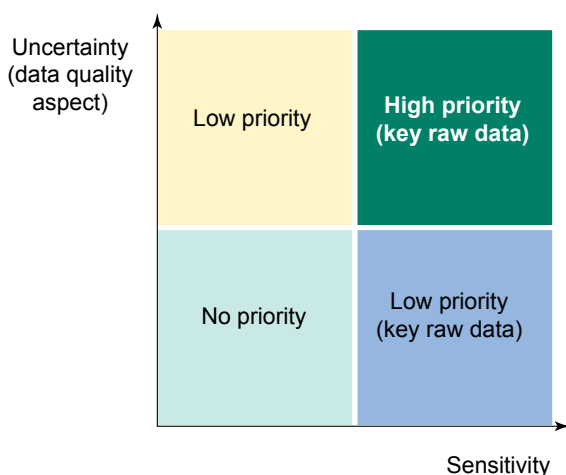 Uncertainty
(data quality
aspect)
Low priority
High priority
(key raw data)
No priority
Low priority
(key raw data)
Sensitivity